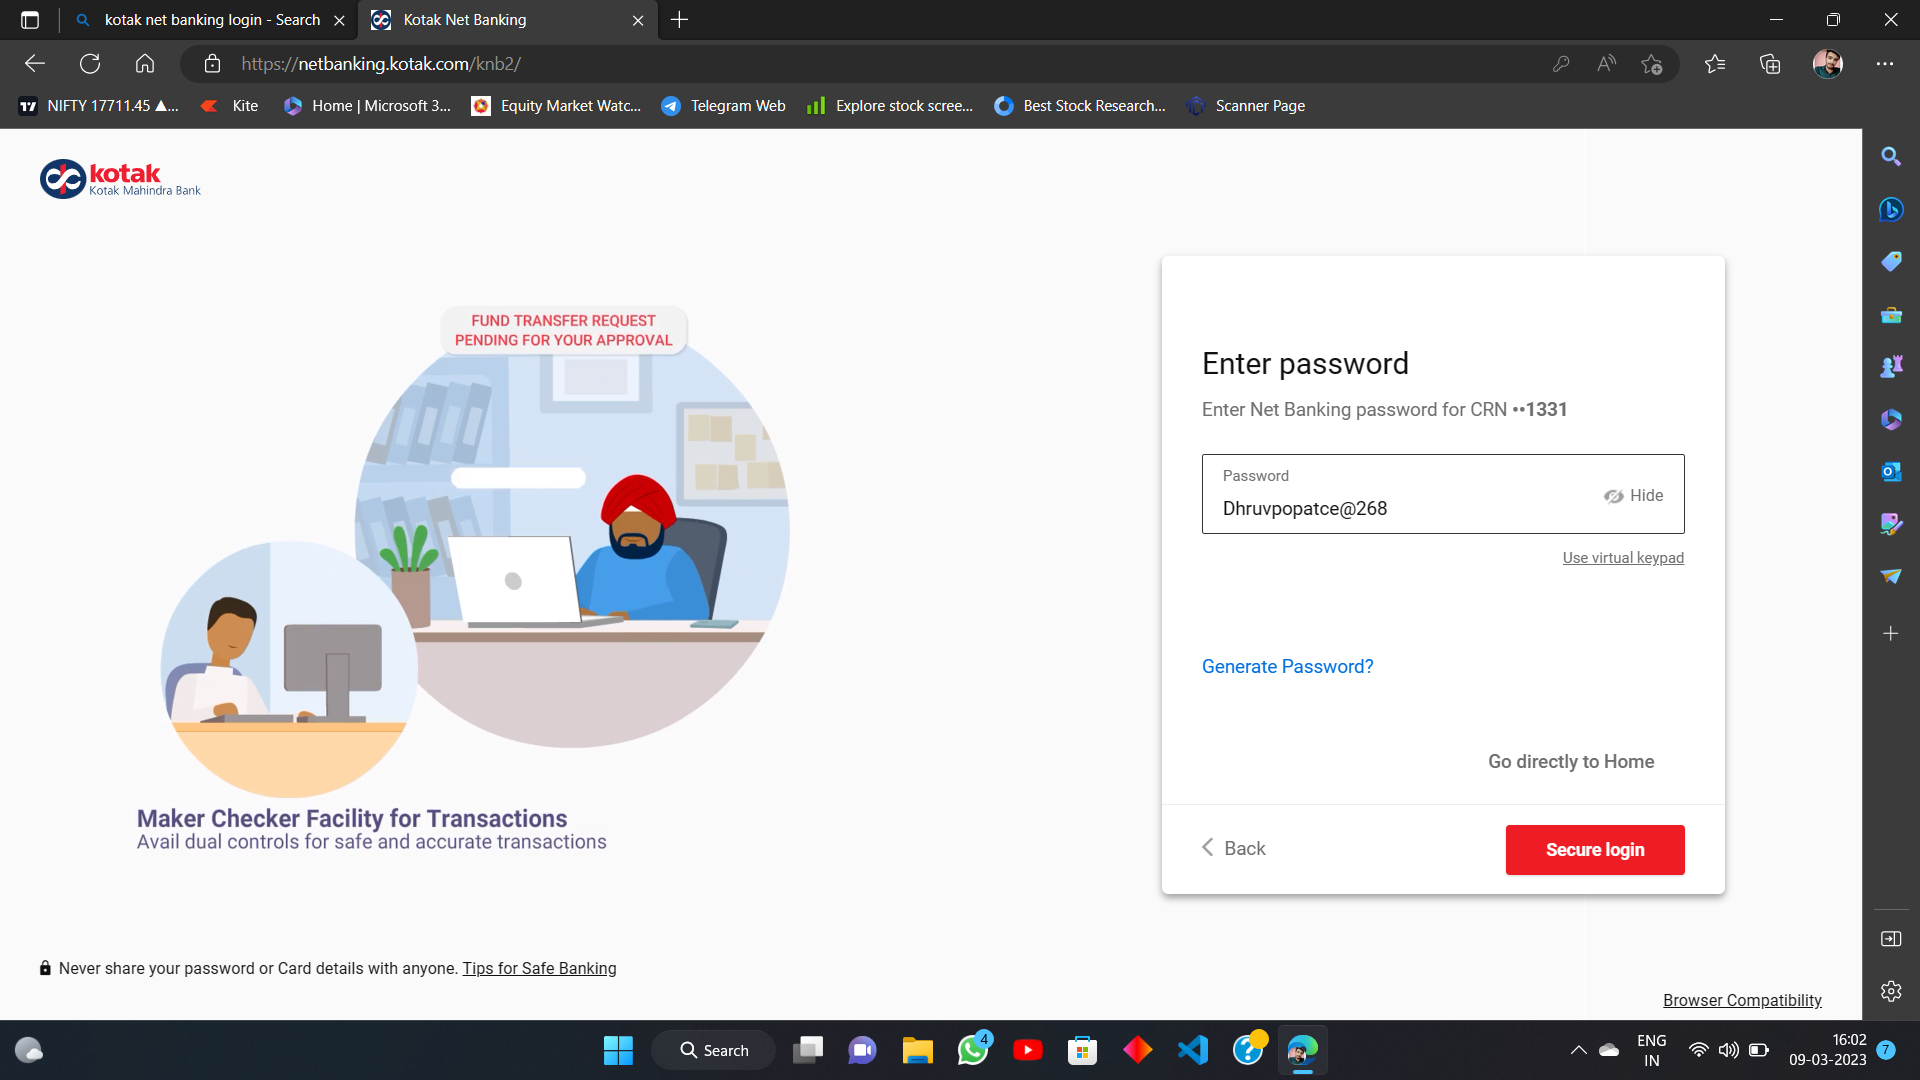 kotak net banking login - Search
Kotak Net Banking
https://netbanking.kotak.com/knb2/
NIFTY 17711.45 ▲...
Kite
Home | Microsoft 3...
Equity Market Watc...
Telegram Web
Explore stock scree...
Best Stock Research...
Scanner Page
kotak
Kotak Mahindra Bank
FUND TRANSFER REQUEST
PENDING FOR YOUR APPROVAL
Maker Checker Facility for Transactions
Avail dual controls for safe and accurate transactions
Enter password
Enter Net Banking password for CRN ••1331
Password
Dhruvpopatce@268
Hide
Use virtual keypad
Generate Password?
Go directly to Home
Back
Secure login
Never share your password or Card details with anyone. Tips for Safe Banking
Browser Compatibility
Search
4
ENG
IN
16:02
09-03-2023
7